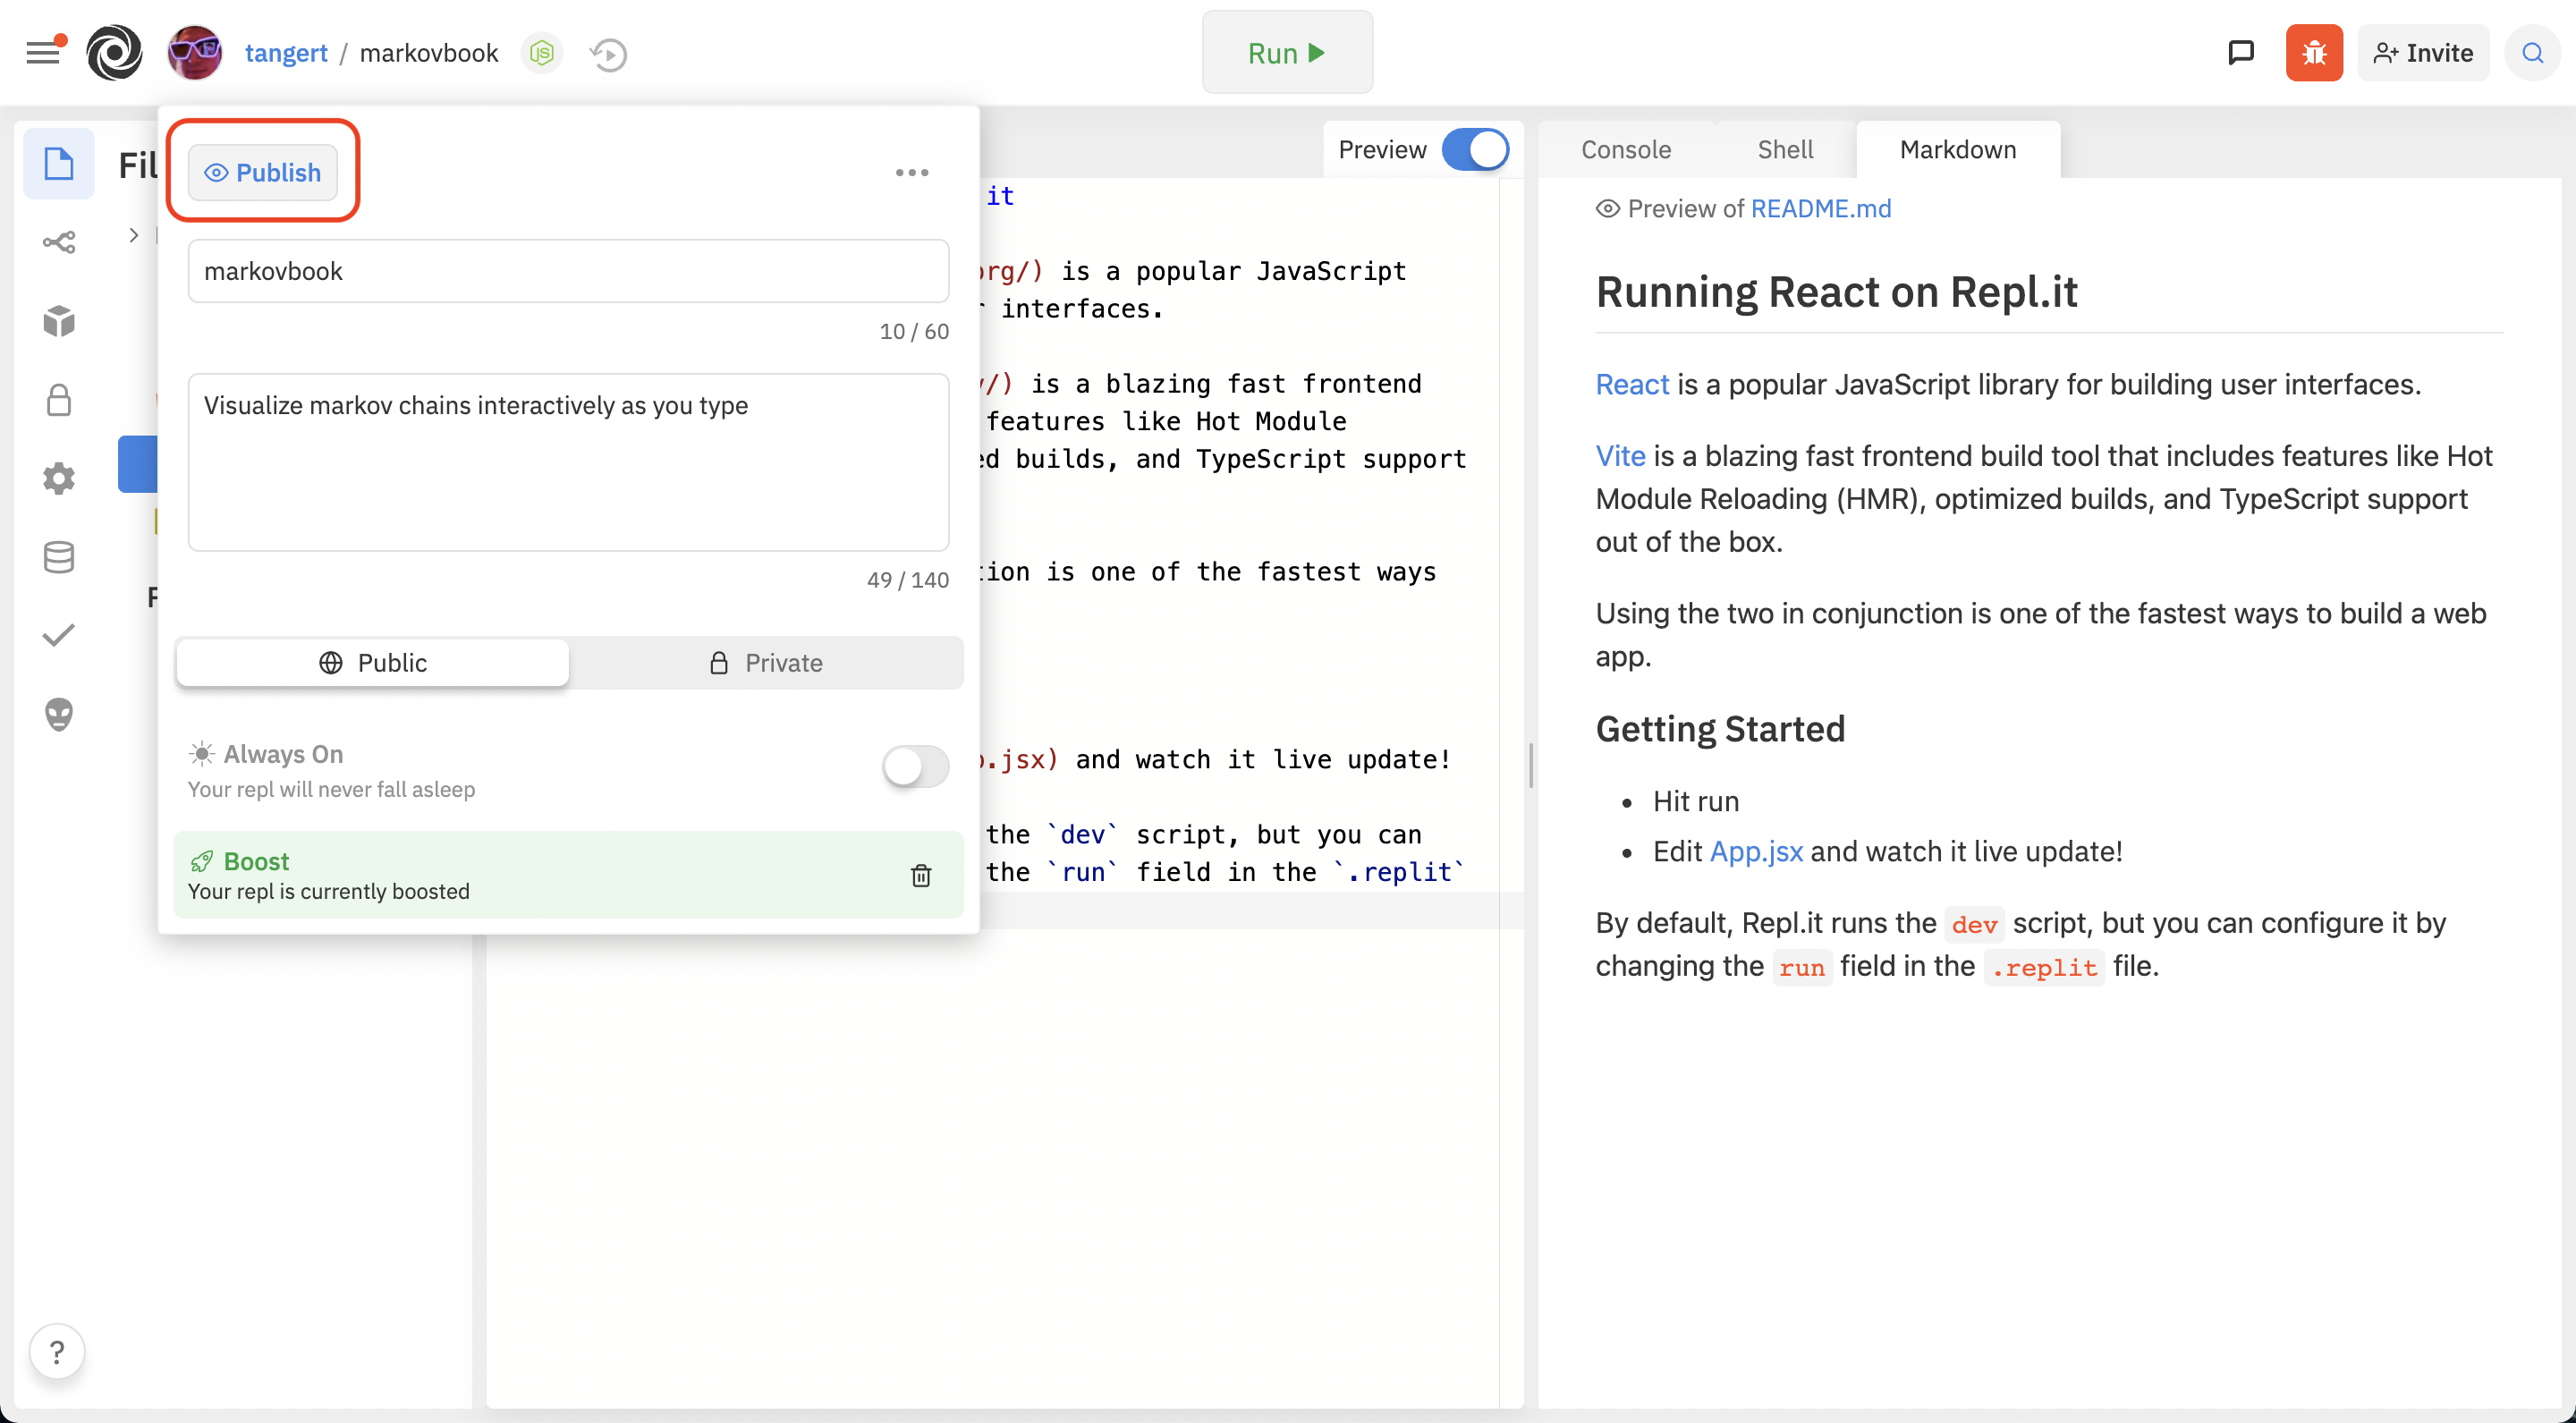 tangert / markovbook
JS
Run
Invite
Publish
markovbook
10 / 60
Visualize markov chains interactively as you type
49 / 140
Public
Private
Always On
Your repl will never fall asleep
Boost
Your repl is currently boosted
Preview
it
org/) is a popular JavaScript
interfaces.
/) is a blazing fast frontend
features like Hot Module
builds, and TypeScript support
is one of the fastest ways
.jsx) and watch it live update!
the `dev` script, but you can
the `run` field in the `.replit`
Console
Shell
Markdown
Preview of README.md
Running React on Repl.it
React is a popular JavaScript library for building user interfaces.
Vite is a blazing fast frontend build tool that includes features like Hot
Module Reloading (HMR), optimized builds, and TypeScript support
out of the box.
Using the two in conjunction is one of the fastest ways to build a web
app.
Getting Started
• Hit run
• Edit App.jsx and watch it live update!
By default, Repl.it runs the dev script, but you can configure it by
changing the run field in the .replit file.
?